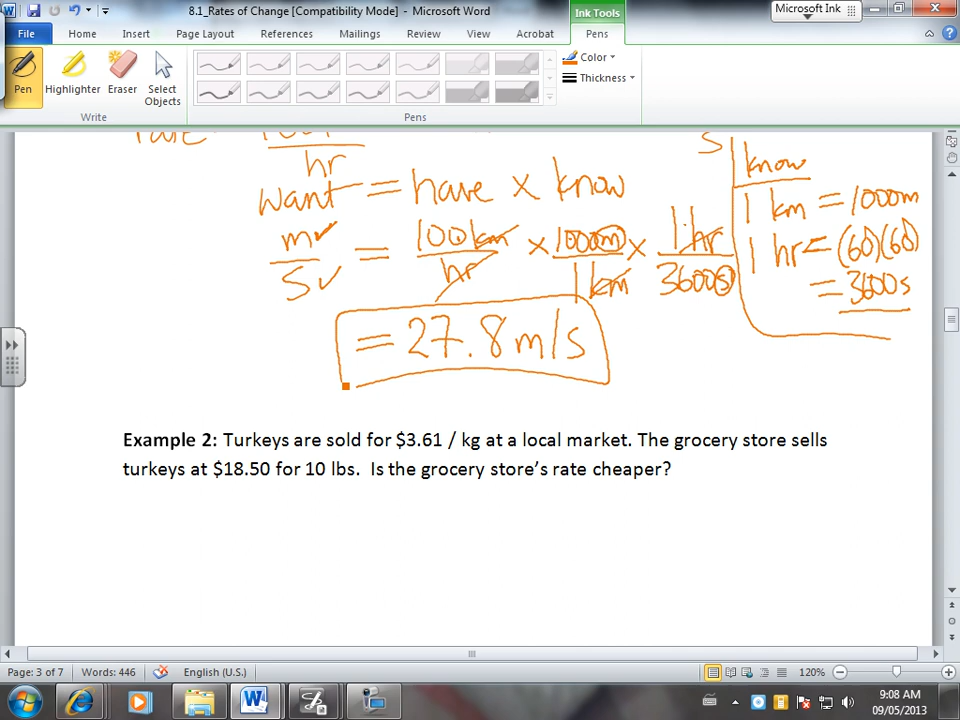 8.1_Rates of Change [Compatibility Mode] - Microsoft Word
Ink Tools
Microsoft Ink
File Home Insert Page Layout References Mailings Review View Acrobat Pens
Pen Highlighter Eraser Select Objects
Color
Thickness
Write Pens
rate
hr
know
want = have × know
1 km = 1000m
m/s = 100km/hr × 1000m/1km × 1hr/3600s
1 hr = (60)(60)
= 3600s
= 27.8 m/s
Example 2: Turkeys are sold for $3.61 / kg at a local market. The grocery store sells
turkeys at $18.50 for 10 lbs. Is the grocery store's rate cheaper?
Page: 3 of 7 Words: 446 English (U.S.) 120%
9:08 AM
09/05/2013